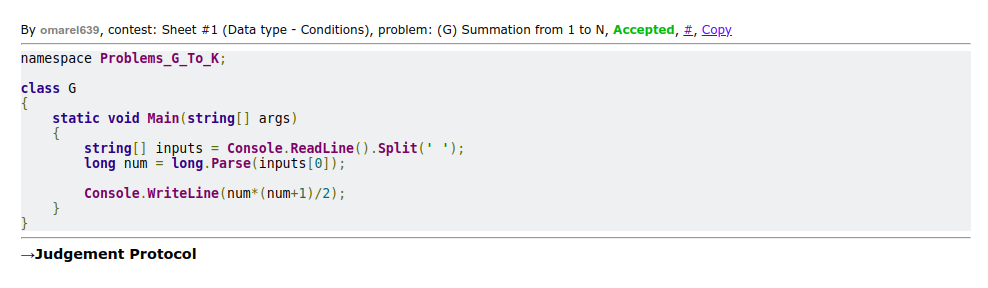 By omarel639, contest: Sheet #1 (Data type - Conditions), problem: (G) Summation from 1 to N, Accepted, #, Copy
namespace Problems_G_To_K;
class G
{
    static void Main(string[] args)
    {
        string[] inputs = Console.ReadLine().Split(' ');
        long num = long.Parse(inputs[0]);
        Console.WriteLine(num*(num+1)/2);
    }
}
→Judgement Protocol